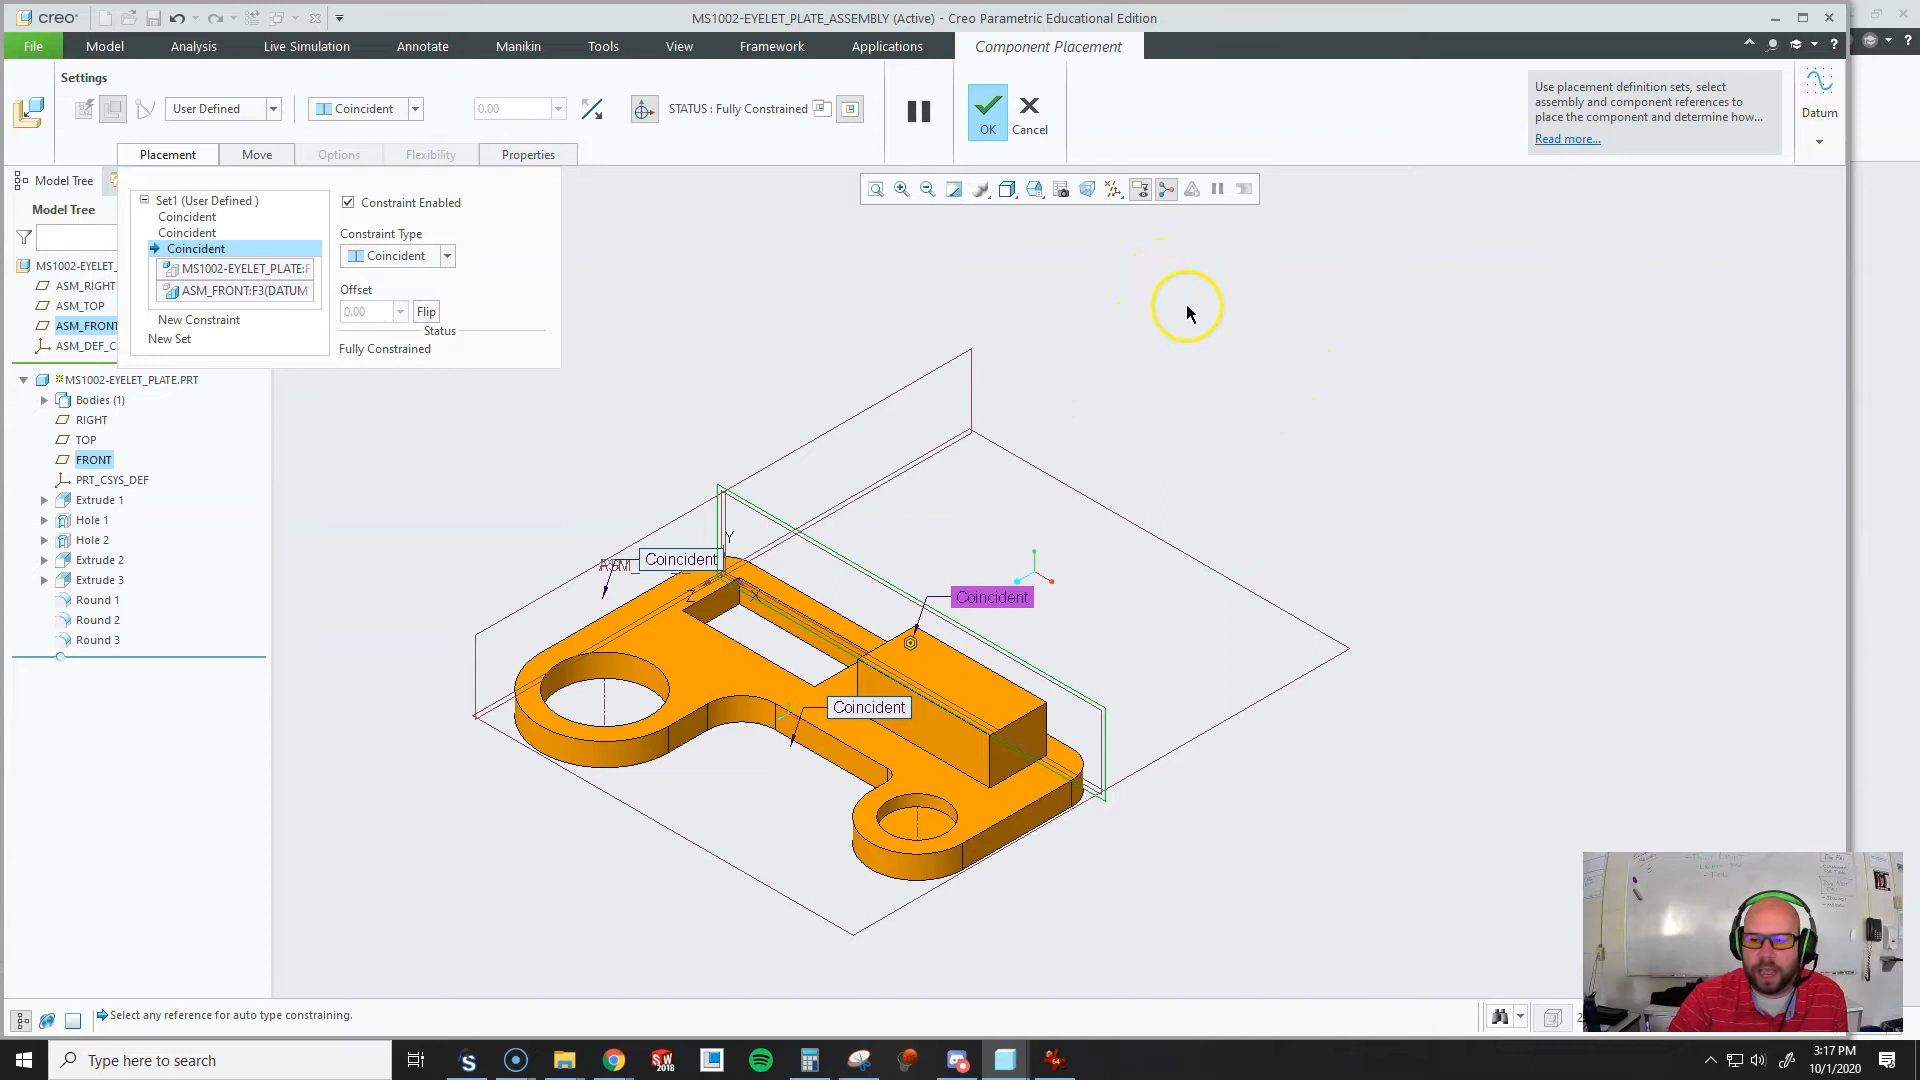 creo
MS1002-EYELET_PLATE_ASSEMBLY (Active) - Creo Parametric Educational Edition
File Model Analysis Live Simulation Annotate Manikin Tools View Framework Applications Component Placement
Settings
User Defined Coincident 0.00 STATUS : Fully Constrained
OK Cancel
Use placement definition sets, select
assembly and component references to
place the component and determine how...
Read more...
Datum
Placement Move Options Flexibility Properties
Model Tree
Model Tree
Set1 (User Defined )
Coincident
Coincident
Coincident
MS1002-EYELET_PLATE:F
ASM_FRONT:F3(DATUM
New Constraint
New Set
Constraint Enabled
Constraint Type
Coincident
Offset
0.00 Flip
Status
Fully Constrained
MS1002-EYELET_
ASM_RIGHT
ASM_TOP
ASM_FRONT
ASM_DEF_C
MS1002-EYELET_PLATE.PRT
Bodies (1)
RIGHT
TOP
FRONT
PRT_CSYS_DEF
Extrude 1
Hole 1
Hole 2
Extrude 2
Extrude 3
Round 1
Round 2
Round 3
Y
ASM_
Coincident
Z X
Coincident
Coincident
Select any reference for auto type constraining.
Type here to search
3:17 PM
10/1/2020